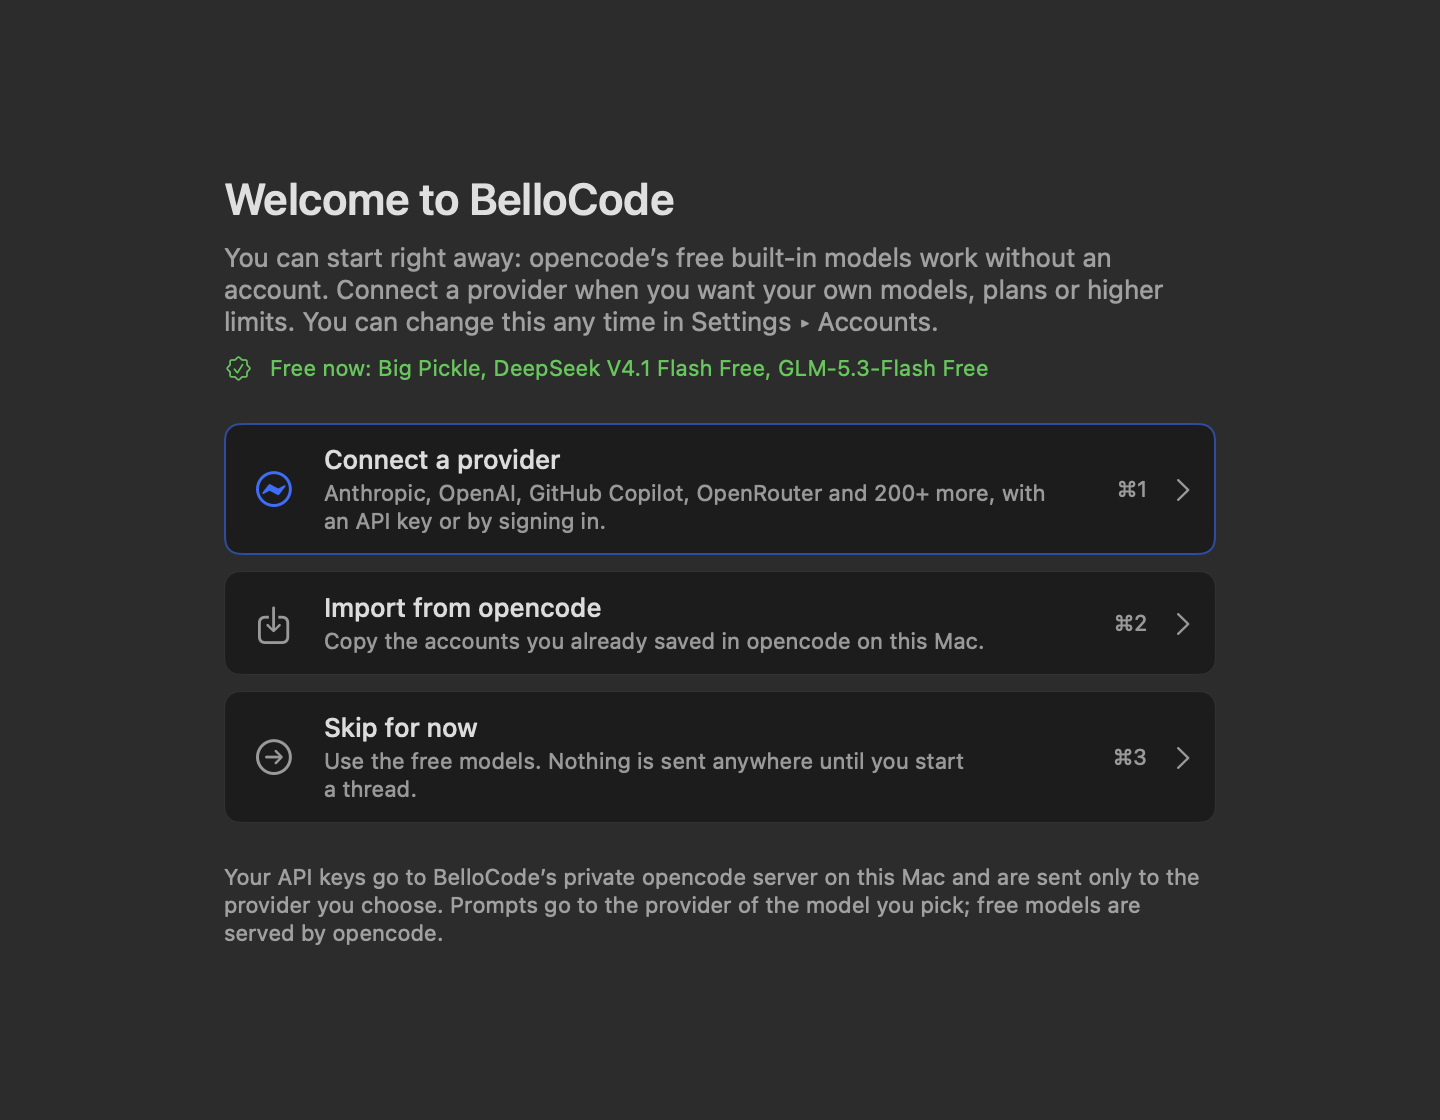 Welcome to BelloCode
You can start right away: opencode’s free built-in models work without an
account. Connect a provider when you want your own models, plans or higher
limits. You can change this any time in Settings ▸ Accounts.
Free now: Big Pickle, DeepSeek V4.1 Flash Free, GLM-5.3-Flash Free
Connect a provider
Anthropic, OpenAI, GitHub Copilot, OpenRouter and 200+ more, with
an API key or by signing in.
⌘1
Import from opencode
Copy the accounts you already saved in opencode on this Mac.
⌘2
Skip for now
Use the free models. Nothing is sent anywhere until you start
a thread.
⌘3
Your API keys go to BelloCode’s private opencode server on this Mac and are sent only to the
provider you choose. Prompts go to the provider of the model you pick; free models are
served by opencode.